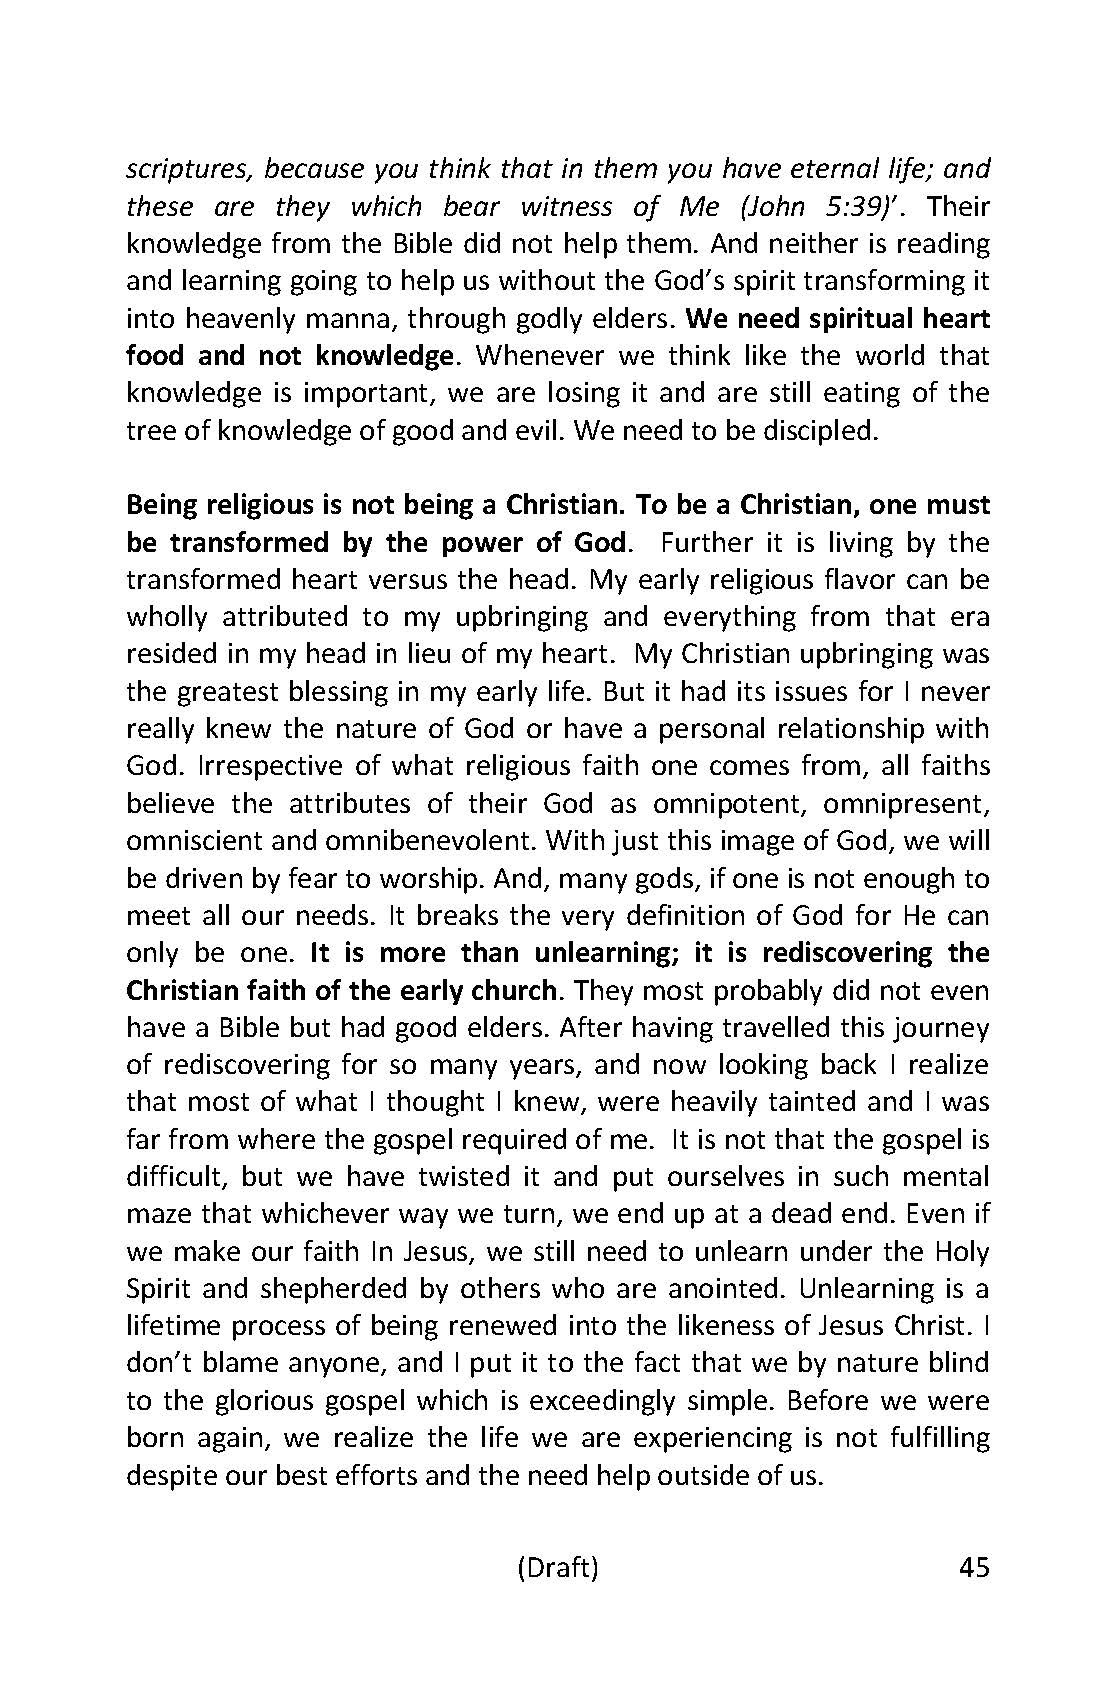 scriptures, because you think that in them you have eternal life; and
these are they which bear witness of Me (John 5:39)’. Their
knowledge from the Bible did not help them. And neither is reading
and learning going to help us without the God’s spirit transforming it
into heavenly manna, through godly elders. We need spiritual heart
food and not knowledge. Whenever we think like the world that
knowledge is important, we are losing it and are still eating of the
tree of knowledge of good and evil. We need to be discipled.
Being religious is not being a Christian. To be a Christian, one must
be transformed by the power of God. Further it is living by the
transformed heart versus the head. My early religious flavor can be
wholly attributed to my upbringing and everything from that era
resided in my head in lieu of my heart. My Christian upbringing was
the greatest blessing in my early life. But it had its issues for I never
really knew the nature of God or have a personal relationship with
God. Irrespective of what religious faith one comes from, all faiths
believe the attributes of their God as omnipotent, omnipresent,
omniscient and omnibenevolent. With just this image of God, we will
be driven by fear to worship. And, many gods, if one is not enough to
meet all our needs. It breaks the very definition of God for He can
only be one. It is more than unlearning; it is rediscovering the
Christian faith of the early church. They most probably did not even
have a Bible but had good elders. After having travelled this journey
of rediscovering for so many years, and now looking back I realize
that most of what I thought I knew, were heavily tainted and I was
far from where the gospel required of me. It is not that the gospel is
difficult, but we have twisted it and put ourselves in such mental
maze that whichever way we turn, we end up at a dead end. Even if
we make our faith In Jesus, we still need to unlearn under the Holy
Spirit and shepherded by others who are anointed. Unlearning is a
lifetime process of being renewed into the likeness of Jesus Christ. I
don’t blame anyone, and I put it to the fact that we by nature blind
to the glorious gospel which is exceedingly simple. Before we were
born again, we realize the life we are experiencing is not fulfilling
despite our best efforts and the need help outside of us.
(Draft) 45